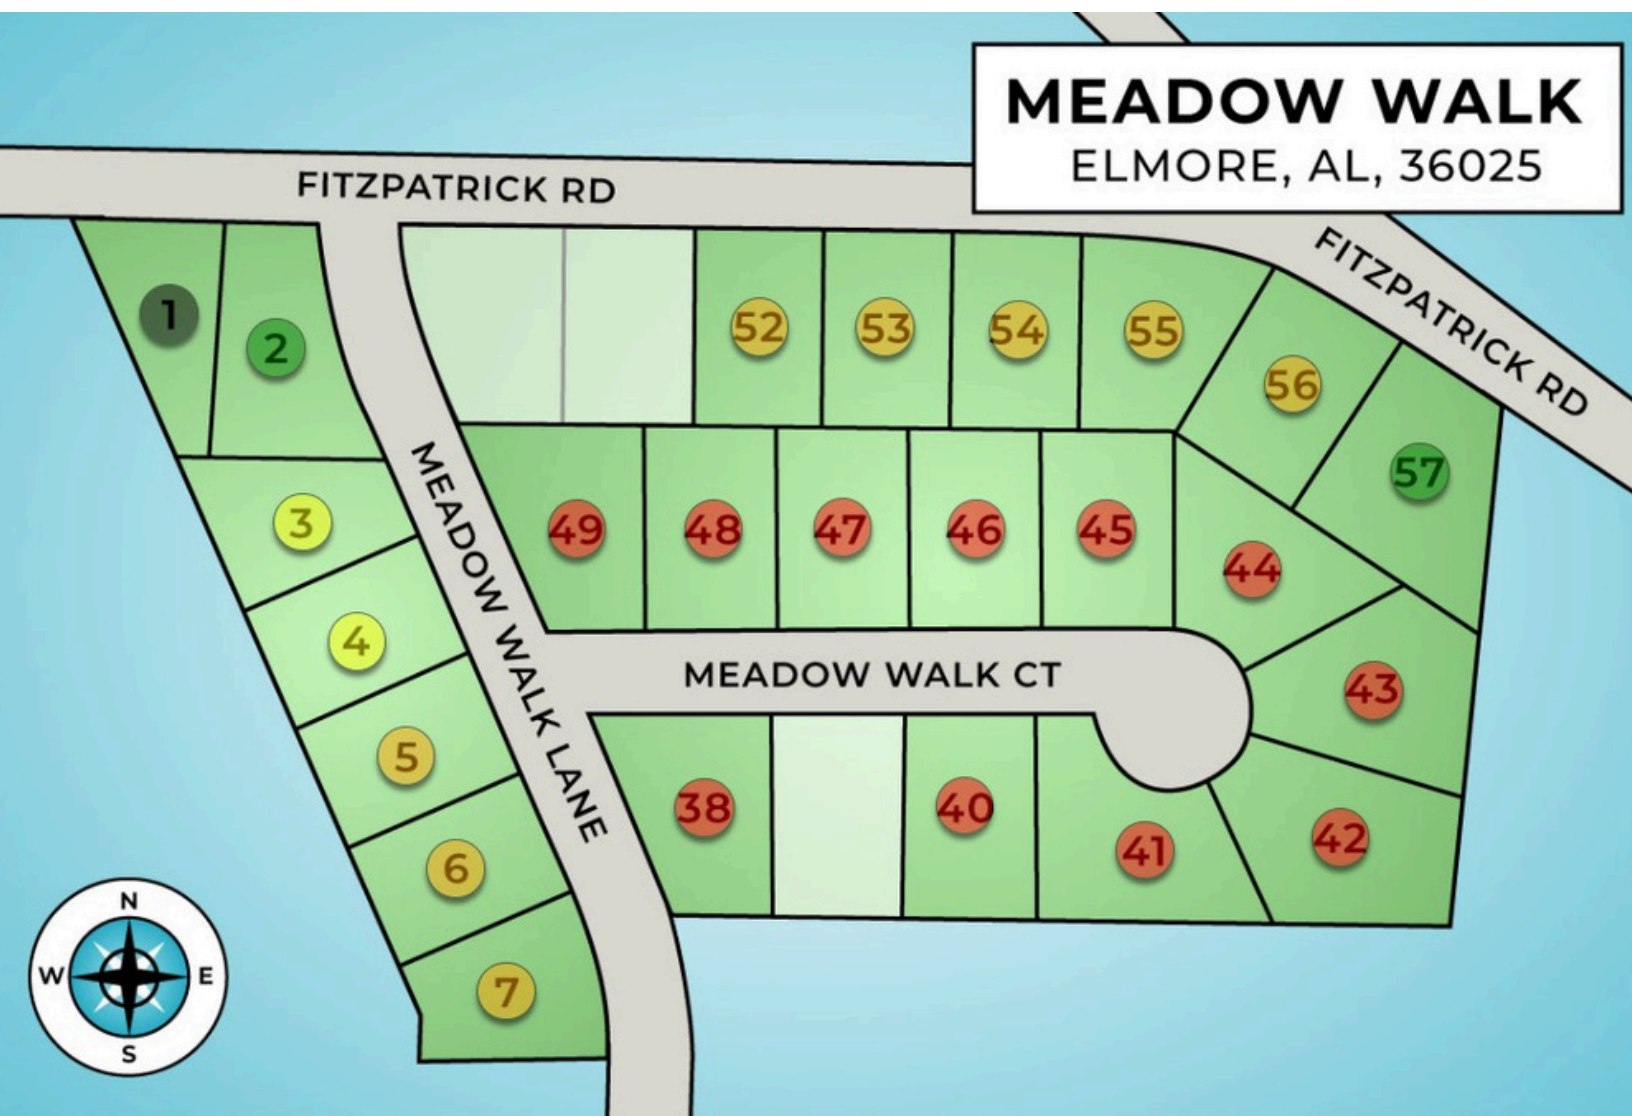 MEADOW WALK
ELMORE, AL, 36025
FITZPATRICK RD
FITZPATRICK RD
1
2
52
53
54
55
56
57
3
49
48
47
46
45
44
4
MEADOW WALK LANE
MEADOW WALK CT
43
5
38
40
41
42
6
7
N
W
E
S